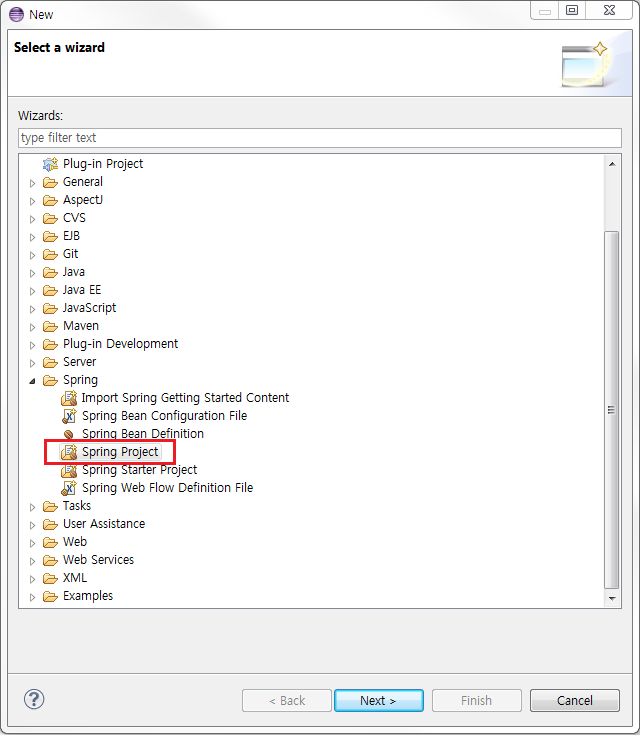 New
Select a wizard
Wizards:
type filter text
Plug-in Project
General
AspectJ
CVS
EJB
Git
Java
Java EE
JavaScript
Maven
Plug-in Development
Server
Spring
Import Spring Getting Started Content
Spring Bean Configuration File
Spring Bean Definition
Spring Project
Spring Starter Project
Spring Web Flow Definition File
Tasks
User Assistance
Web
Web Services
XML
Examples
? < Back Next > Finish Cancel